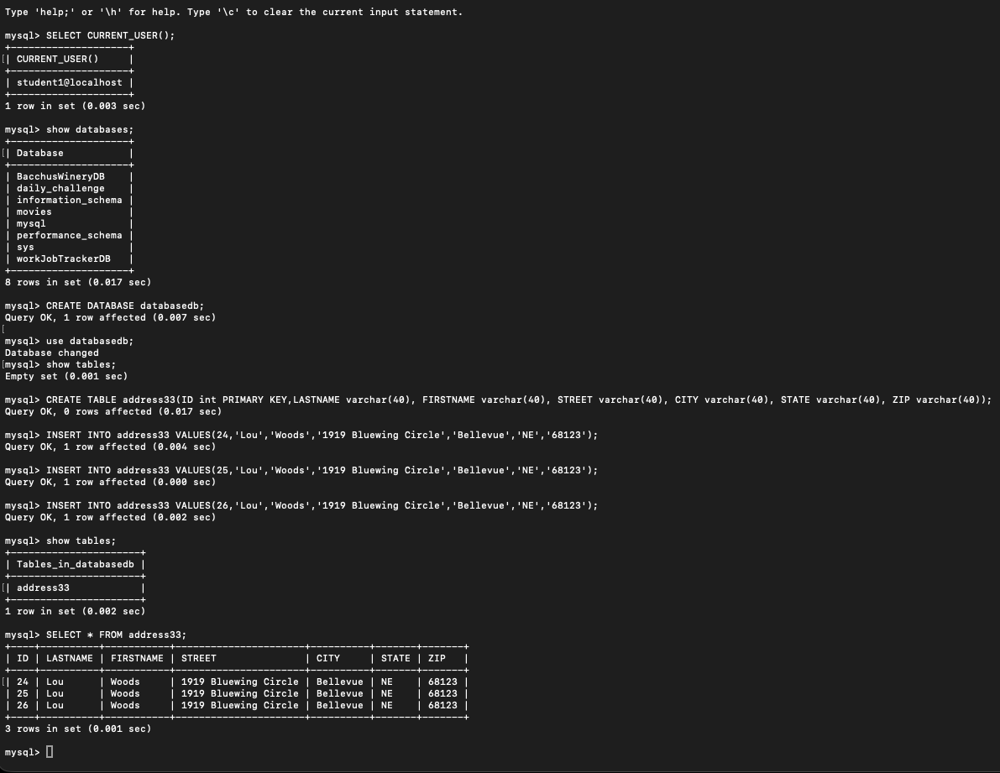 Type 'help;' or '\h' for help. Type '\c' to clear the current input statement.

mysql> SELECT CURRENT_USER();
+--------------------+
| CURRENT_USER()     |
+--------------------+
| student1@localhost |
+--------------------+
1 row in set (0.003 sec)

mysql> show databases;
+--------------------+
| Database           |
+--------------------+
| BacchusWineryDB    |
| daily_challenge    |
| information_schema |
| movies             |
| mysql              |
| performance_schema |
| sys                |
| workJobTrackerDB   |
+--------------------+
8 rows in set (0.017 sec)

mysql> CREATE DATABASE databasedb;
Query OK, 1 row affected (0.007 sec)

mysql> use databasedb;
Database changed
mysql> show tables;
Empty set (0.001 sec)

mysql> CREATE TABLE address33(ID int PRIMARY KEY,LASTNAME varchar(40), FIRSTNAME varchar(40), STREET varchar(40), CITY varchar(40), STATE varchar(40), ZIP varchar(40));
Query OK, 0 rows affected (0.017 sec)

mysql> INSERT INTO address33 VALUES(24,'Lou','Woods','1919 Bluewing Circle','Bellevue','NE','68123');
Query OK, 1 row affected (0.004 sec)

mysql> INSERT INTO address33 VALUES(25,'Lou','Woods','1919 Bluewing Circle','Bellevue','NE','68123');
Query OK, 1 row affected (0.000 sec)

mysql> INSERT INTO address33 VALUES(26,'Lou','Woods','1919 Bluewing Circle','Bellevue','NE','68123');
Query OK, 1 row affected (0.002 sec)

mysql> show tables;
+----------------------+
| Tables_in_databasedb |
+----------------------+
| address33            |
+----------------------+
1 row in set (0.002 sec)

mysql> SELECT * FROM address33;
+----+----------+-----------+----------------------+----------+-------+-------+
| ID | LASTNAME | FIRSTNAME | STREET               | CITY     | STATE | ZIP   |
+----+----------+-----------+----------------------+----------+-------+-------+
| 24 | Lou      | Woods     | 1919 Bluewing Circle | Bellevue | NE    | 68123 |
| 25 | Lou      | Woods     | 1919 Bluewing Circle | Bellevue | NE    | 68123 |
| 26 | Lou      | Woods     | 1919 Bluewing Circle | Bellevue | NE    | 68123 |
+----+----------+-----------+----------------------+----------+-------+-------+
3 rows in set (0.001 sec)

mysql>